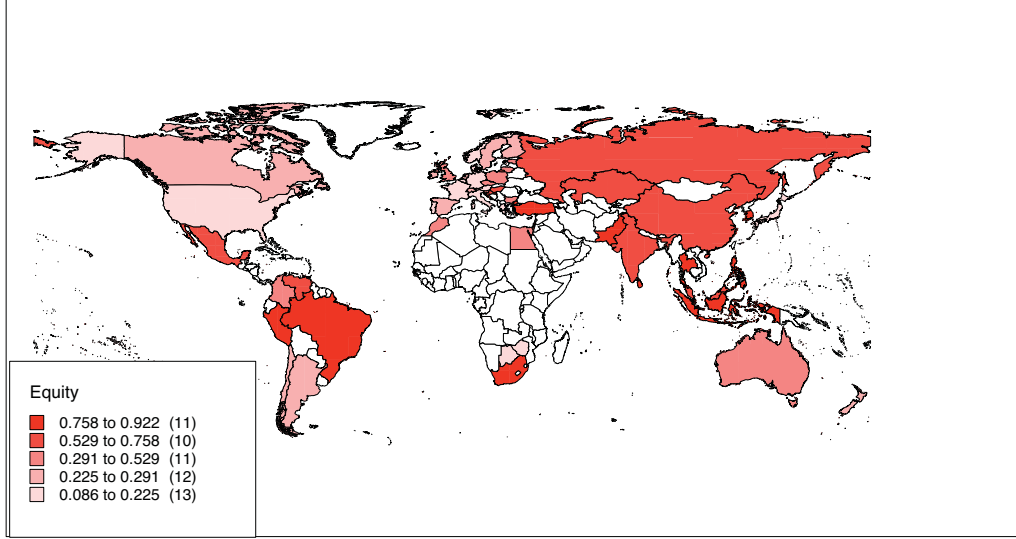 Equity
0.758 to 0.922 (11)
0.529 to 0.758 (10)
0.291 to 0.529 (11)
0.225 to 0.291 (12)
0.086 to 0.225 (13)